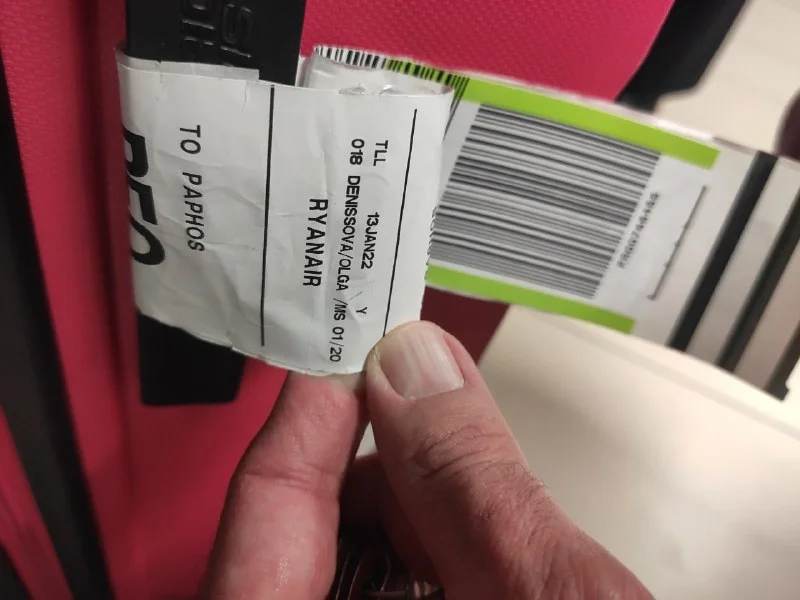 TLL 13JAN22 Y
018 DENISSOVA/OLGA /MS 01/20
RYANAIR
TO PAPHOS